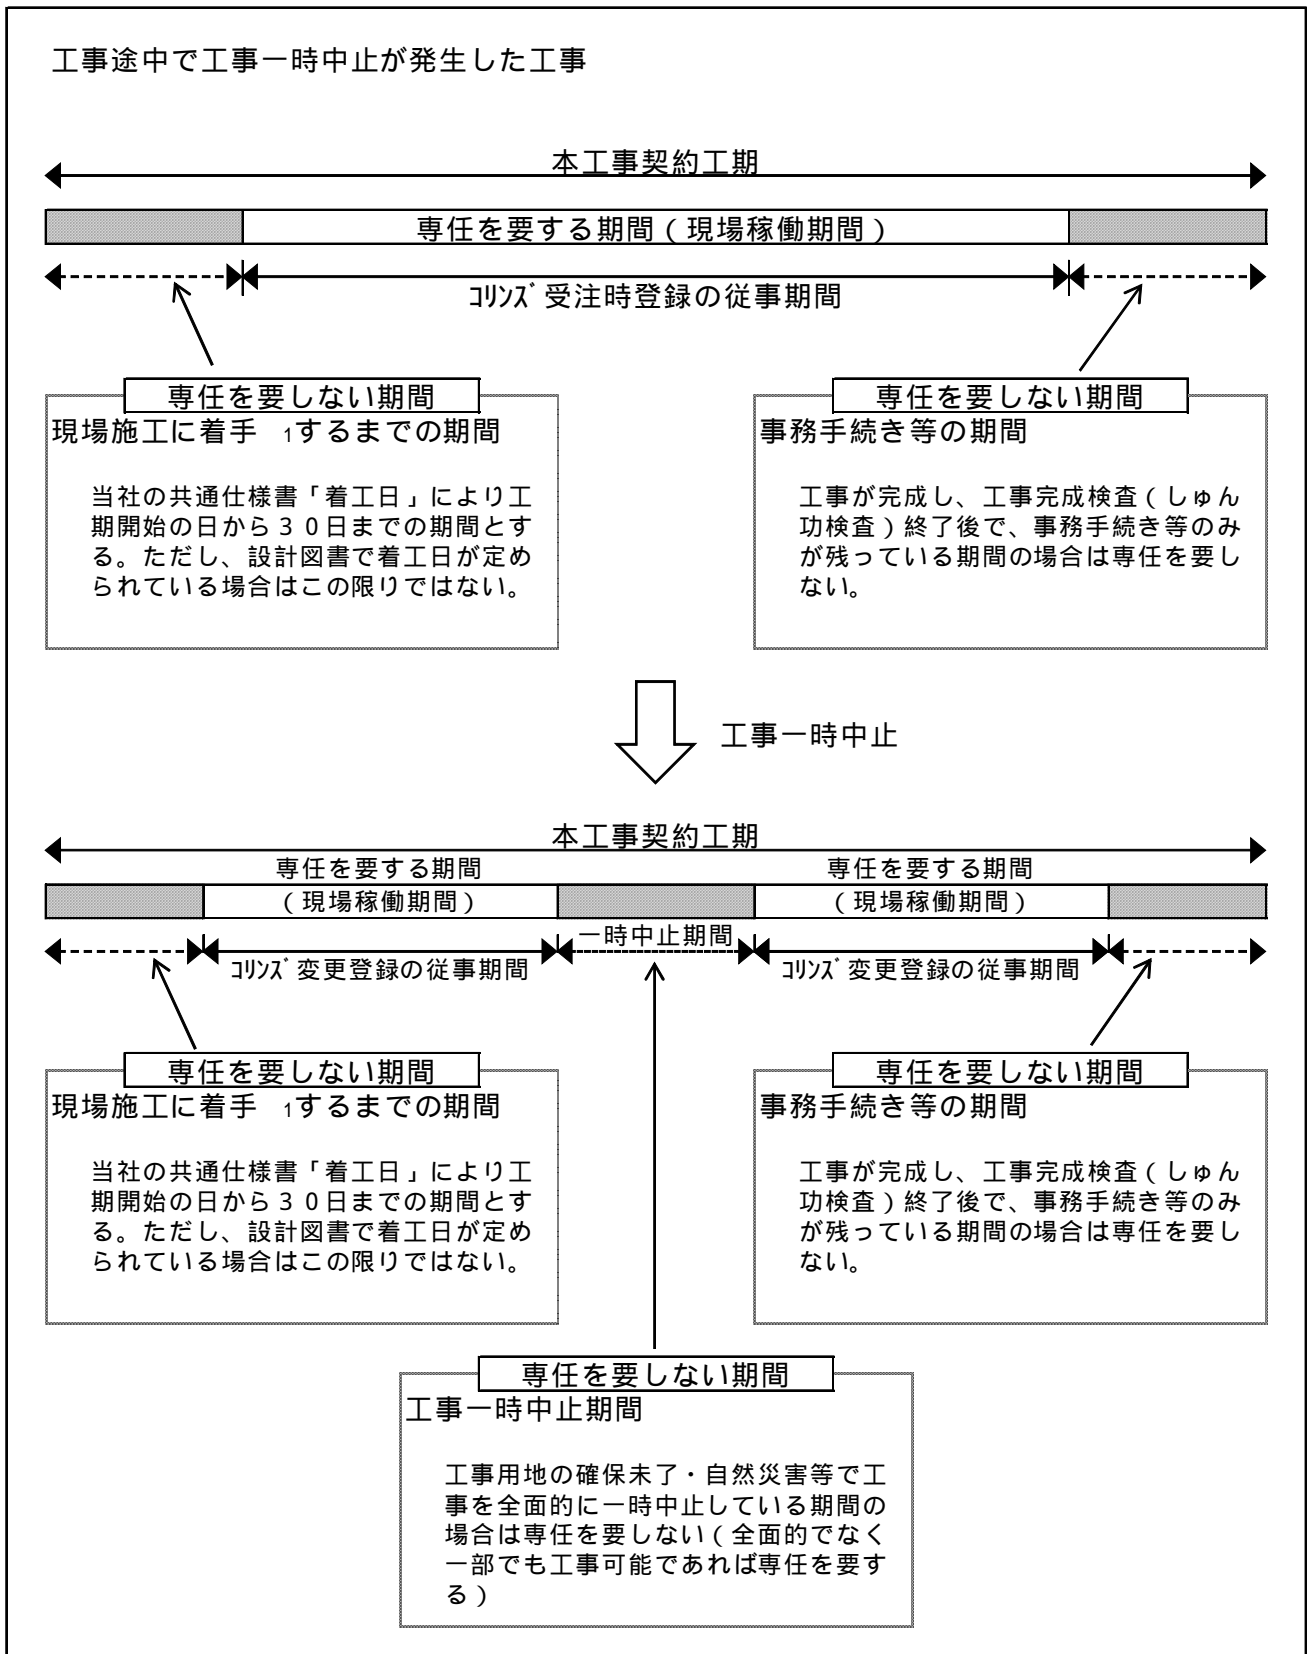 工事途中で工事一時中止が発生した工事
本工事契約工期
専任を要する期間（現場稼働期間）
ｺﾘﾝｽﾞ受注時登録の従事期間
専任を要しない期間
現場施工に着手 1するまでの期間
当社の共通仕様書「着工日」により工
期開始の日から３０日までの期間とす
る。ただし、設計図書で着工日が定め
られている場合はこの限りではない。
専任を要しない期間
事務手続き等の期間
工事が完成し、工事完成検査（しゅん
功検査）終了後で、事務手続き等のみ
が残っている期間の場合は専任を要し
ない。
工事一時中止
本工事契約工期
専任を要する期間
（現場稼働期間）
専任を要する期間
（現場稼働期間）
一時中止期間
ｺﾘﾝｽﾞ変更登録の従事期間
ｺﾘﾝｽﾞ変更登録の従事期間
専任を要しない期間
現場施工に着手 1するまでの期間
当社の共通仕様書「着工日」により工
期開始の日から３０日までの期間とす
る。ただし、設計図書で着工日が定め
られている場合はこの限りではない。
専任を要しない期間
事務手続き等の期間
工事が完成し、工事完成検査（しゅん
功検査）終了後で、事務手続き等のみ
が残っている期間の場合は専任を要し
ない。
専任を要しない期間
工事一時中止期間
工事用地の確保未了・自然災害等で工
事を全面的に一時中止している期間の
場合は専任を要しない（全面的でなく
一部でも工事可能であれば専任を要す
る）